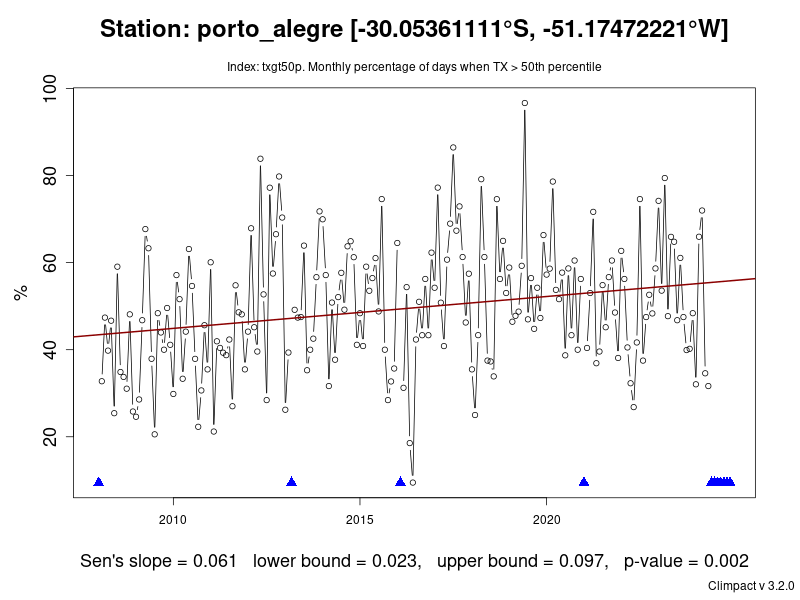 Station: porto_alegre [-30.05361111°S, -51.17472221°W]
Index: txgt50p. Monthly percentage of days when TX > 50th percentile
100
80
60
40
20
%
2010
2015
2020
Sen's slope = 0.061 lower bound = 0.023, upper bound = 0.097, p-value = 0.002
Climpact v 3.2.0